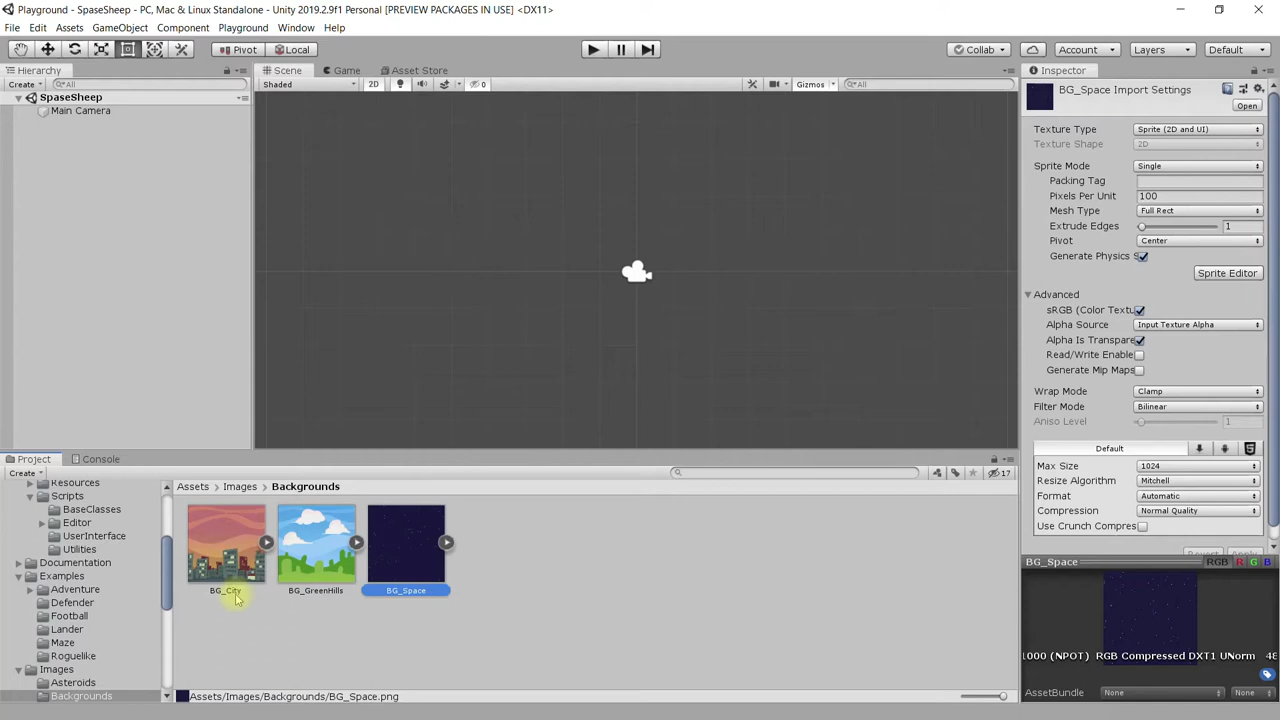 Playground - SpaseSheep - PC, Mac & Linux Standalone - Unity 2019.2.9f1 Personal [PREVIEW PACKAGES IN USE] <DX11>
File Edit Assets GameObject Component Playground Window Help
Pivot Local Collab Account Layers Default
Hierarchy Scene Game Asset Store Inspector
Create All Shaded 2D 0 Gizmos All
BG_Space Import Settings
Open
SpaseSheep
Main Camera
Texture Type Sprite (2D and UI)
Texture Shape 2D
Sprite Mode Single
Packing Tag
Pixels Per Unit 100
Mesh Type Full Rect
Extrude Edges 1
Pivot Center
Generate Physics S
Sprite Editor
Advanced
sRGB (Color Textu
Alpha Source Input Texture Alpha
Alpha Is Transpare
Read/Write Enable
Generate Mip Maps
Wrap Mode Clamp
Filter Mode Bilinear
Aniso Level 1
Default
Max Size 1024
Resize Algorithm Mitchell
Format Automatic
Compression Normal Quality
Use Crunch Compres
Revert Apply
Project Console
Create 17
Resources
Scripts
BaseClasses
Editor
UserInterface
Utilities
Documentation
Examples
Adventure
Defender
Football
Lander
Maze
Roguelike
Images
Asteroids
Backgrounds
Assets Images Backgrounds
BG_City BG_GreenHills BG_Space
Assets/Images/Backgrounds/BG_Space.png
BG_Space RGB R G B
1000 (NPOT) RGB Compressed DXT1 UNorm 48
AssetBundle None None